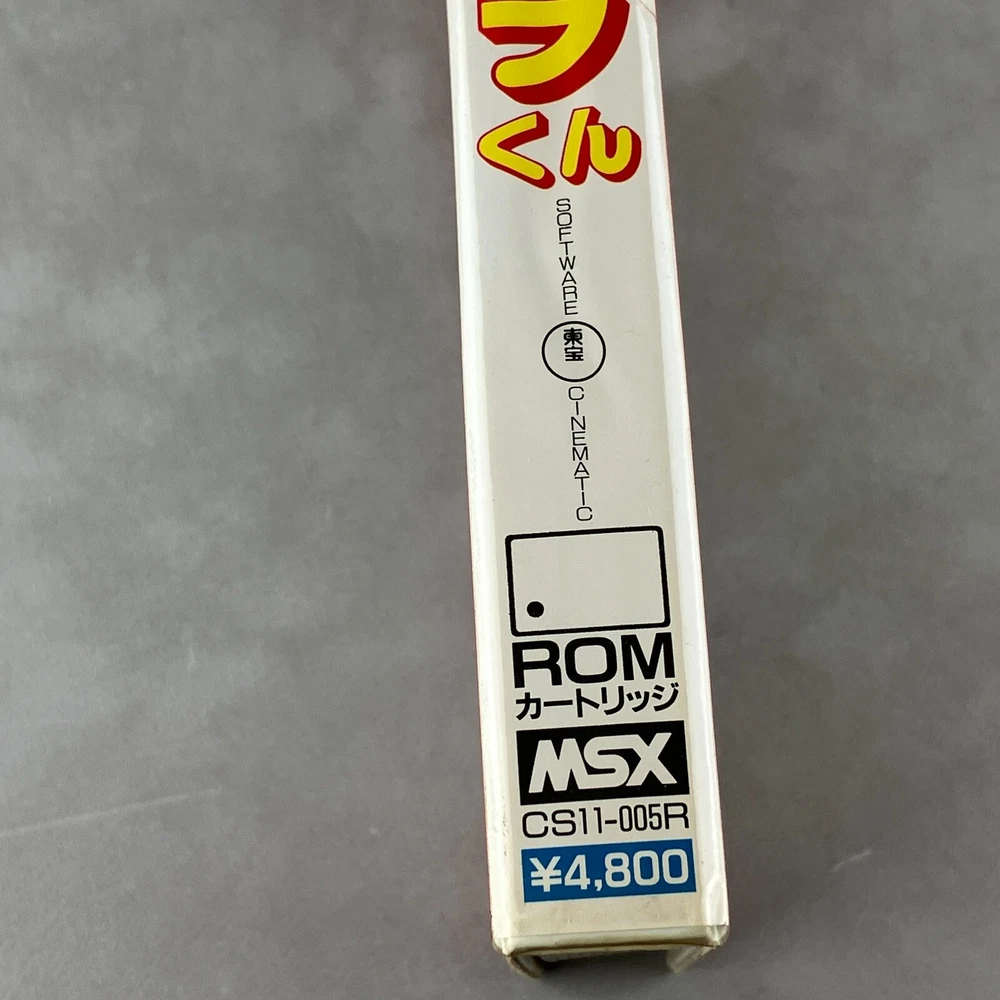 ラ
くん
SOFTWARE
東宝
CINEMATIC
ROM
カートリッジ
MSX
CS11-005R
¥4,800